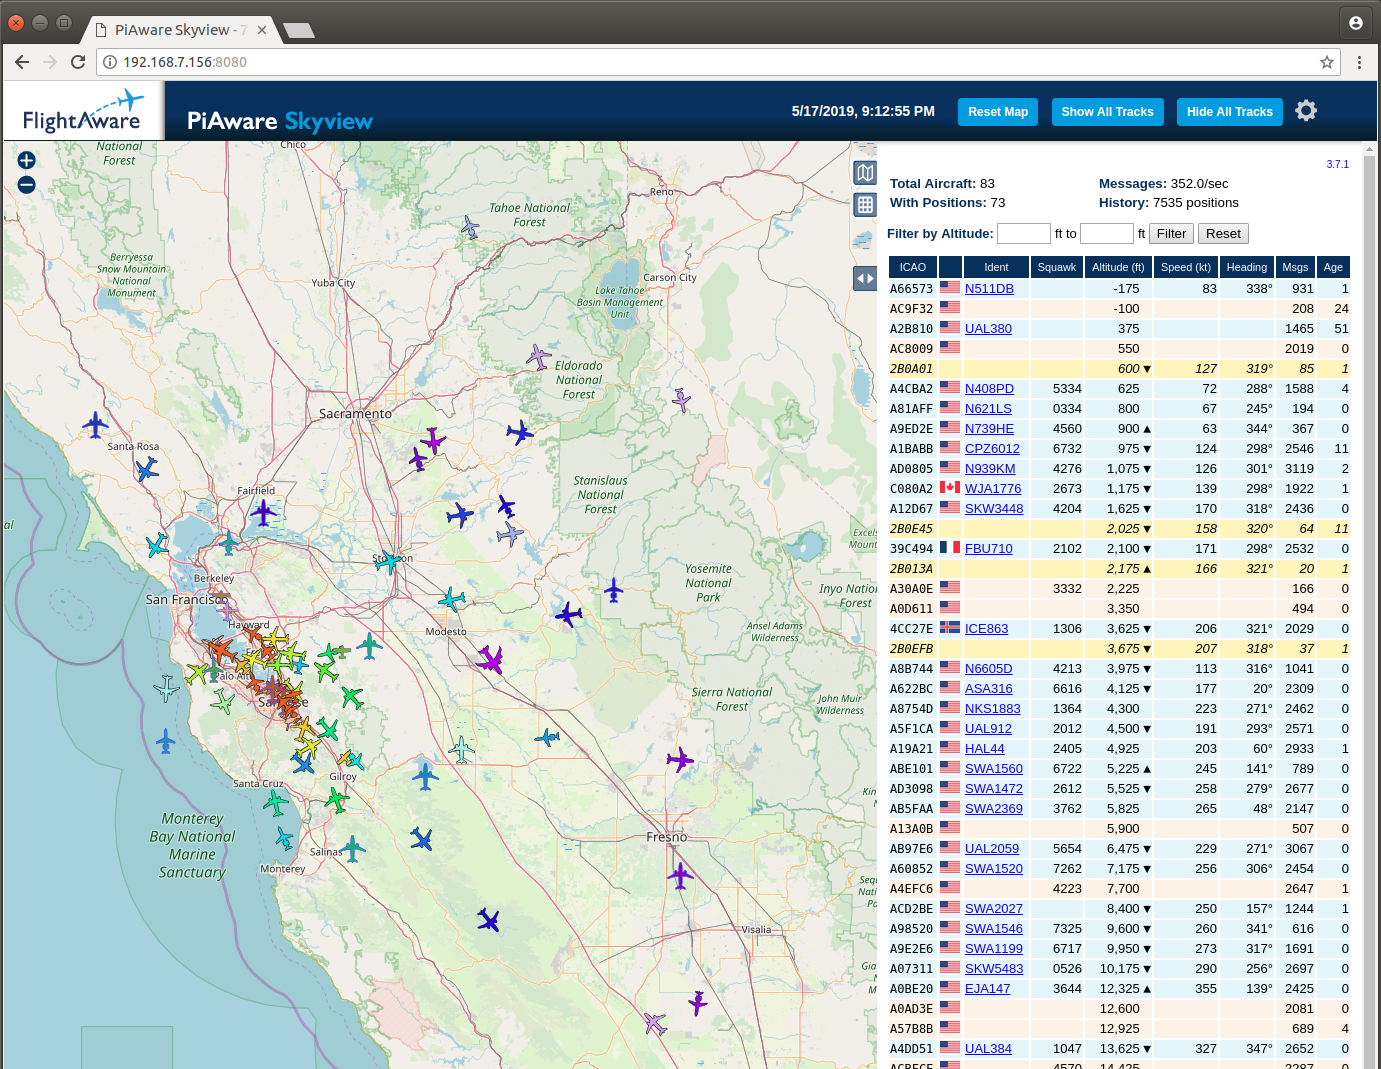 PiAware Skyview - 7
192.168.7.156:8080
FlightAware
PiAware Skyview
5/17/2019, 9:12:55 PM
Reset Map
Show All Tracks
Hide All Tracks
National
Forest
Chico
Reno
Tahoe National
Forest
Berryessa
Snow Mountain
National
Monument
Yuba City
Carson City
Lake Tahoe
Basin Management
Unit
Eldorado
National
Forest
Sacramento
Santa Rosa
Fairfield
Stanislaus
National
Forest
al
Excels
Mount
Berkeley
Yosemite
National
Park
Inyo National
Forest
San Francisco
Hayward
Modesto
Ansel Adams
Wilderness
Palo Alto
Sierra National
Forest
John Muir
Wilderness
Santa Cruz
Gilroy
Monterey
Bay National
Marine
Sanctuary
Salinas
Monterey
Fresno
Visalia
3.7.1
Total Aircraft: 83
Messages: 352.0/sec
With Positions: 73
History: 7535 positions
Filter by Altitude: ft to ft Filter Reset
ICAO Ident Squawk Altitude (ft) Speed (kt) Heading Msgs Age
A66573 N511DB -175 83 338° 931 1
AC9F32 -100 208 24
A2B810 UAL380 375 1465 51
AC8009 550 2019 0
2B0A01 600 ▼ 127 319° 85 1
A4CBA2 N408PD 5334 625 72 288° 1588 4
A81AFF N621LS 0334 800 67 245° 194 0
A9ED2E N739HE 4560 900 ▲ 63 344° 367 0
A1BABB CPZ6012 6732 975 ▼ 124 298° 2546 11
AD0805 N939KM 4276 1,075 ▼ 126 301° 3119 2
C080A2 WJA1776 2673 1,175 ▼ 139 298° 1922 1
A12D67 SKW3448 4204 1,625 ▼ 170 318° 2436 0
2B0E45 2,025 ▼ 158 320° 64 11
39C494 FBU710 2102 2,100 ▼ 171 298° 2532 0
2B013A 2,175 ▲ 166 321° 20 1
A30A0E 3332 2,225 166 0
A0D611 3,350 494 0
4CC27E ICE863 1306 3,625 ▼ 206 321° 2029 0
2B0EFB 3,675 ▼ 207 318° 37 1
A8B744 N6605D 4213 3,975 ▼ 113 316° 1041 0
A622BC ASA316 6616 4,125 ▼ 177 20° 2309 0
A8754D NKS1883 1364 4,300 223 271° 2462 0
A5F1CA UAL912 2012 4,500 ▼ 191 293° 2571 0
A19A21 HAL44 2405 4,925 203 60° 2933 1
ABE101 SWA1560 6722 5,225 ▲ 245 141° 789 0
AD3098 SWA1472 2612 5,525 ▼ 258 279° 2677 0
AB5FAA SWA2369 3762 5,825 265 48° 2147 0
A13A0B 5,900 507 0
AB97E6 UAL2059 5654 6,475 ▼ 229 271° 3067 0
A60852 SWA1520 7262 7,175 ▼ 256 306° 2454 0
A4EFC6 4223 7,700 2647 1
ACD2BE SWA2027 8,400 ▼ 250 157° 1244 1
A98520 SWA1546 7325 9,600 ▼ 260 341° 616 0
A9E2E6 SWA1199 6717 9,950 ▼ 273 317° 1691 0
A07311 SKW5483 0526 10,175 ▼ 290 256° 2697 0
A0BE20 EJA147 3644 12,325 ▲ 355 139° 2425 0
A0AD3E 12,600 2081 0
A57B8B 12,925 689 4
A4DD51 UAL384 1047 13,625 ▼ 327 347° 2652 0